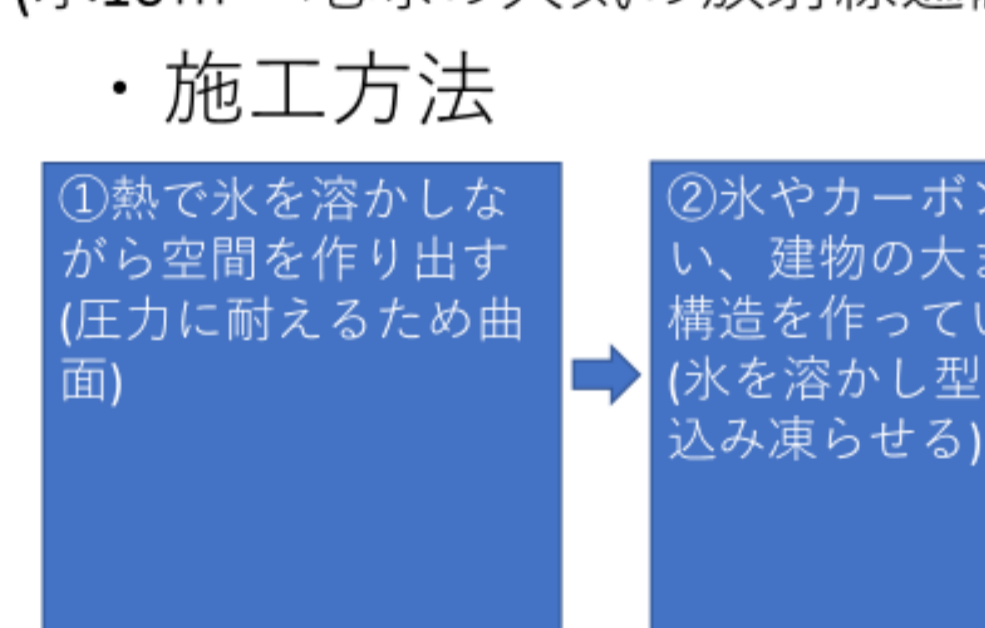 ・施工方法
①熱で氷を溶かしな
がら空間を作り出す
(圧力に耐えるため曲
面)
②氷やカーボン
い、建物の大ま
構造を作ってい
(氷を溶かし型
込み凍らせる)